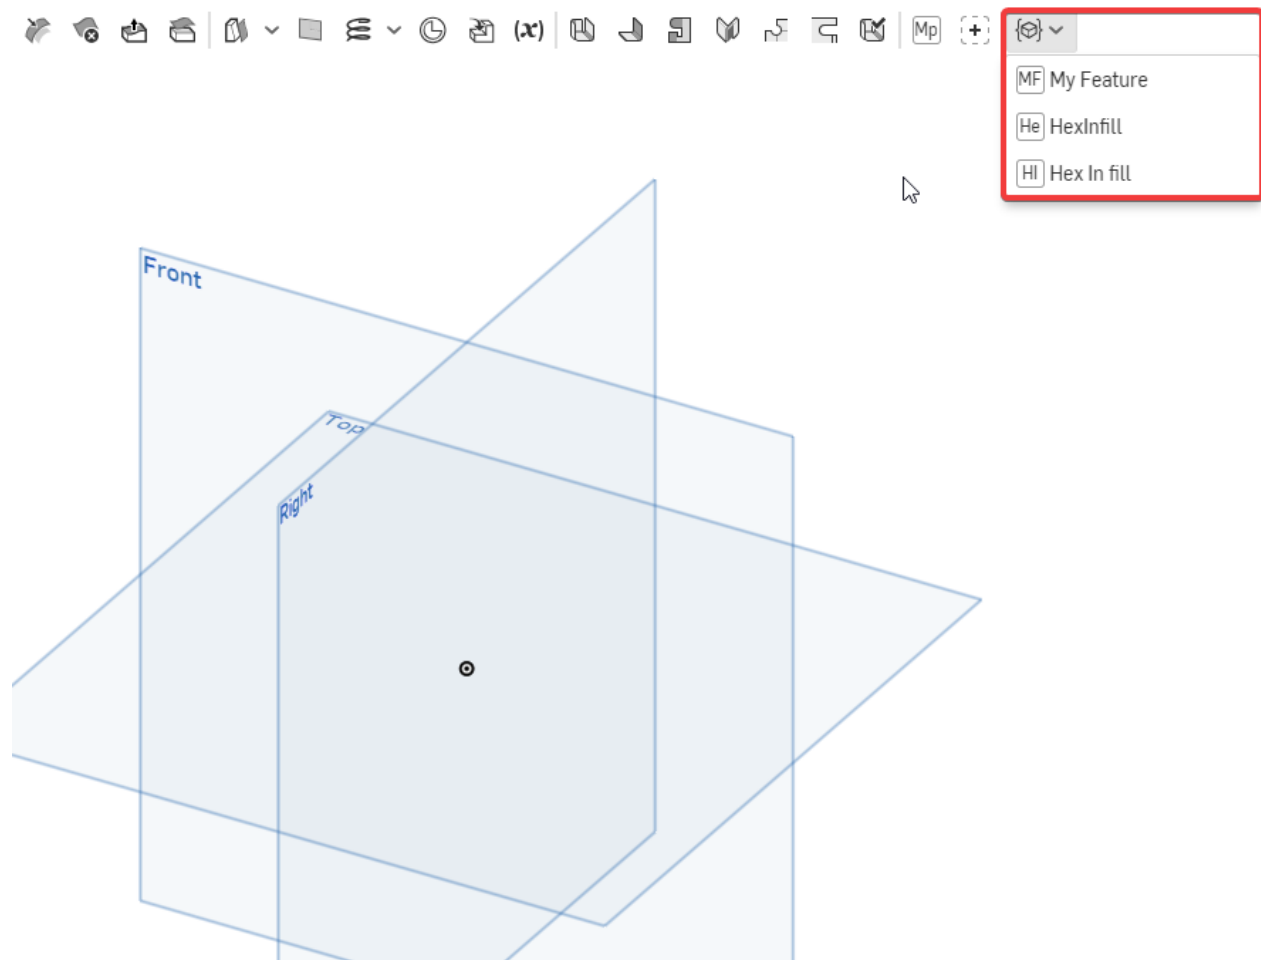 (x) Mp
MF My Feature
He HexInfill
HI Hex In fill
Front
Top
Right